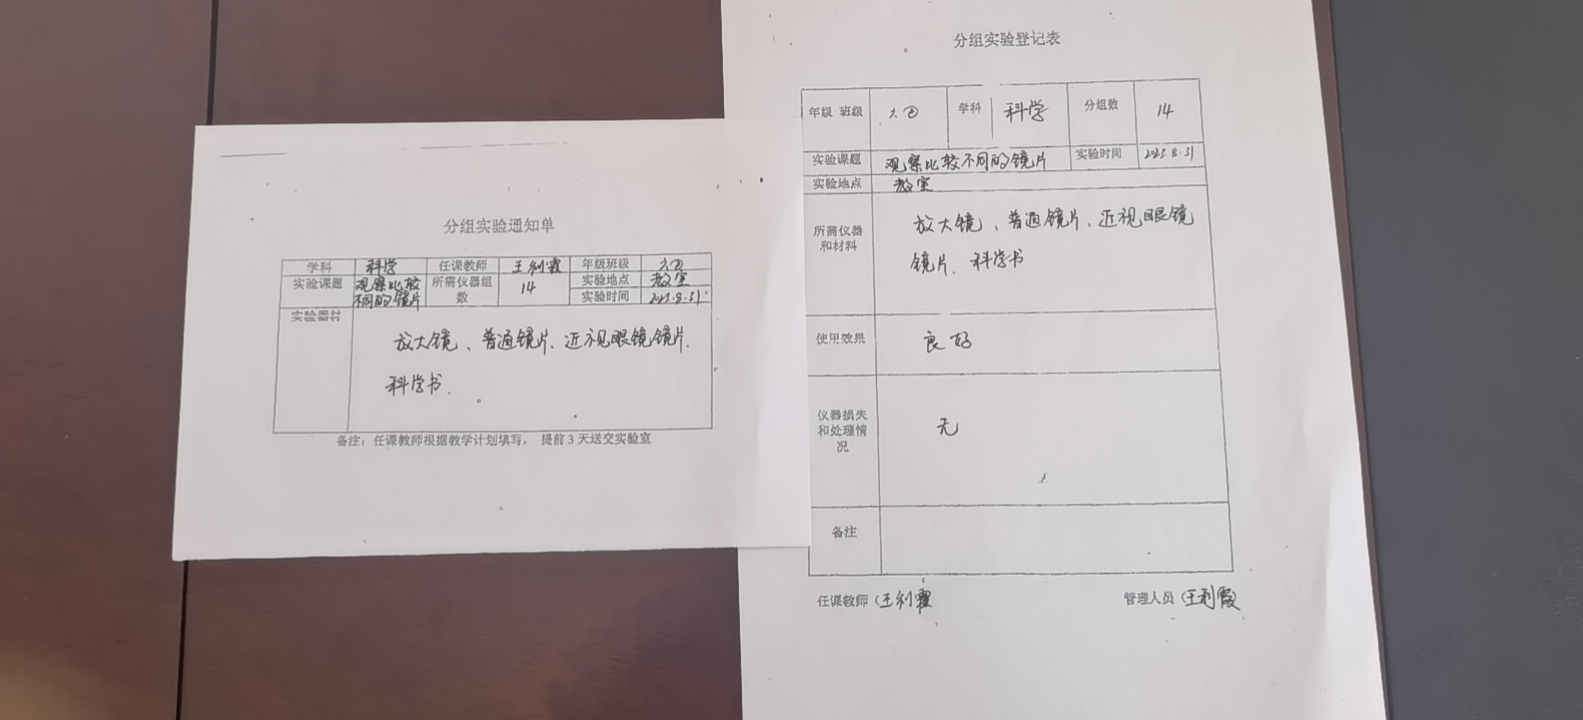 分组实验通知单
学科 科学 任课教师 王利霞 年级班级 六②
实验课题 观察比较不同的镜片 所需仪器组数 14 实验地点 教室
实验时间 2023.8.31
实验器材 放大镜、普通镜片、近视眼镜镜片、
科学书.
备注：任课教师根据教学计划填写， 提前3天送交实验室
分组实验登记表
年级 班级 六② 学科 科学 分组数 14
实验课题 观察比较不同的镜片 实验时间 2023.8.31
实验地点 教室
所需仪器和材料 放大镜、普通镜片、近视眼镜
镜片、科学书
使用效果 良好
仪器损失和处理情况 无
备注
任课教师（王利霞 管理人员（王利霞）